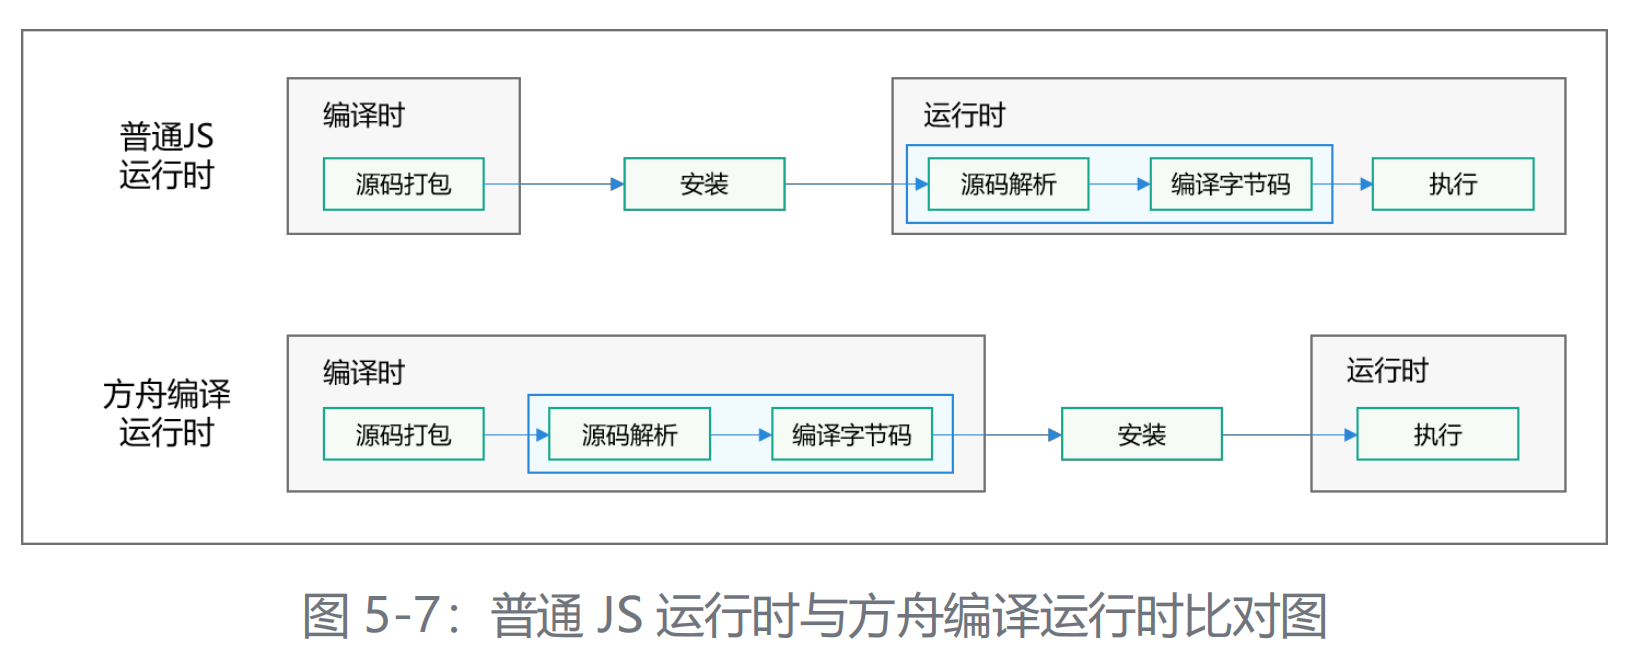 普通JS
运行时
编译时
源码打包
安装
运行时
源码解析
编译字节码
执行
方舟编译
运行时
编译时
源码打包
源码解析
编译字节码
安装
运行时
执行
图 5-7：普通 JS 运行时与方舟编译运行时比对图